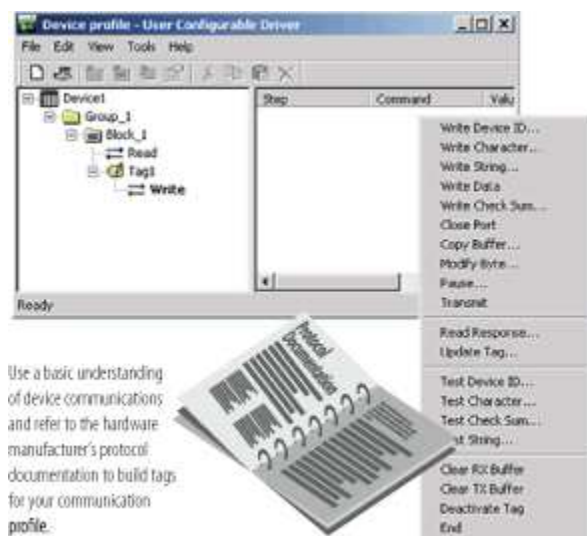 Device profile - User Configurable Driver
File Edit View Tools Help
Step Command Valu
Device1
Group_1
Block_1
Read
Tag1
Write
Ready
Write Device ID...
Write Character...
Write String...
Write Data
Write Check Sum...
Close Port
Copy Buffer...
Modify Byte...
Pause...
Transmit
Read Response...
Update Tag...
Test Device ID...
Test Character...
Test Check Sum...
st String...
Clear RX Buffer
Clear TX Buffer
Deactivate Tag
End
Protocol
Documentation
Use a basic understanding
of device communications
and refer to the hardware
manufacturer's protocol
documentation to build tags
for your communication
profile.